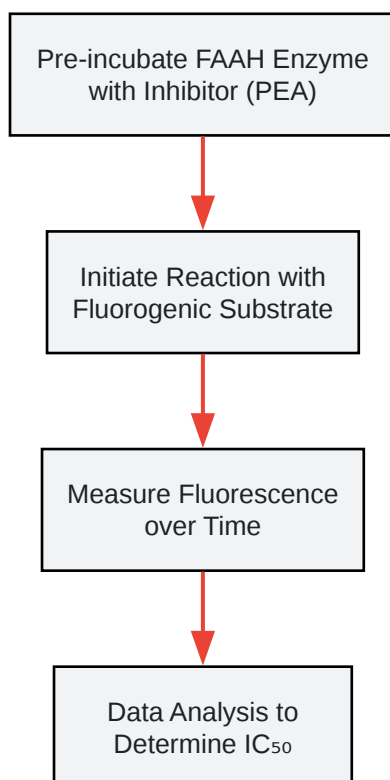 Pre-incubate FAAH Enzyme
with Inhibitor (PEA)
Initiate Reaction with
Fluorogenic Substrate
Measure Fluorescence
over Time
Data Analysis to
Determine IC₅₀